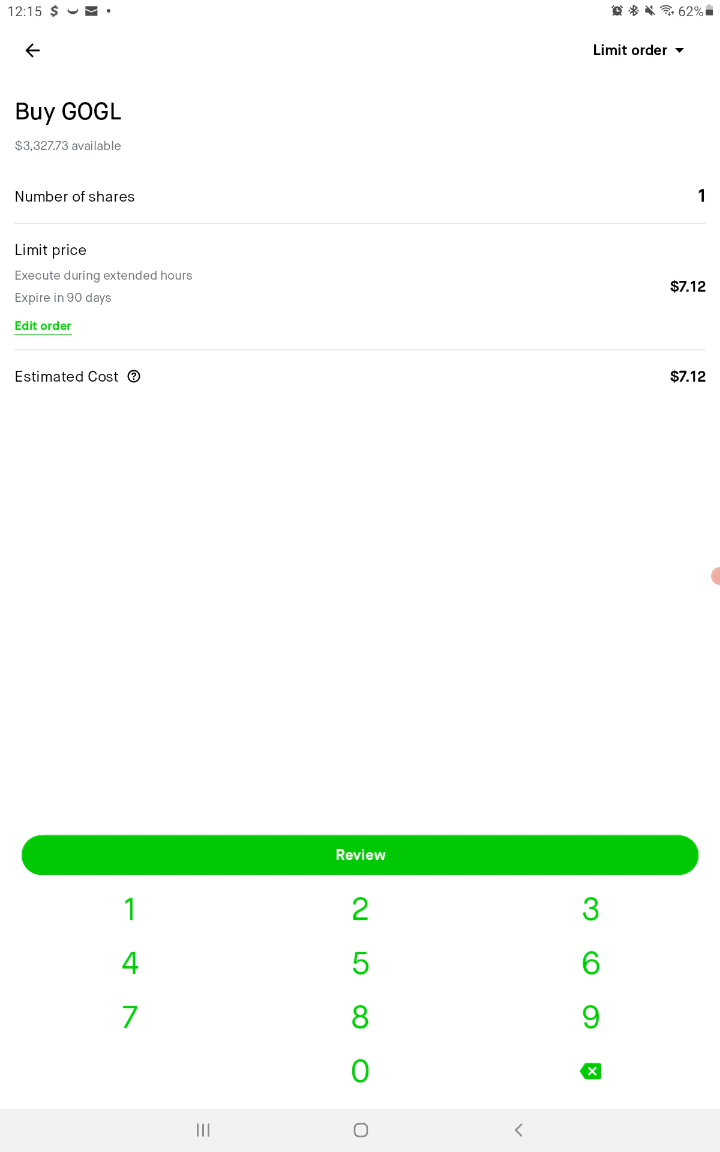 12:15 $ 62%
Limit order
Buy GOGL
$3,327.73 available
Number of shares 1
Limit price
Execute during extended hours
$7.12
Expire in 90 days
Edit order
Estimated Cost ? $7.12
Review
1 2 3
4 5 6
7 8 9
0